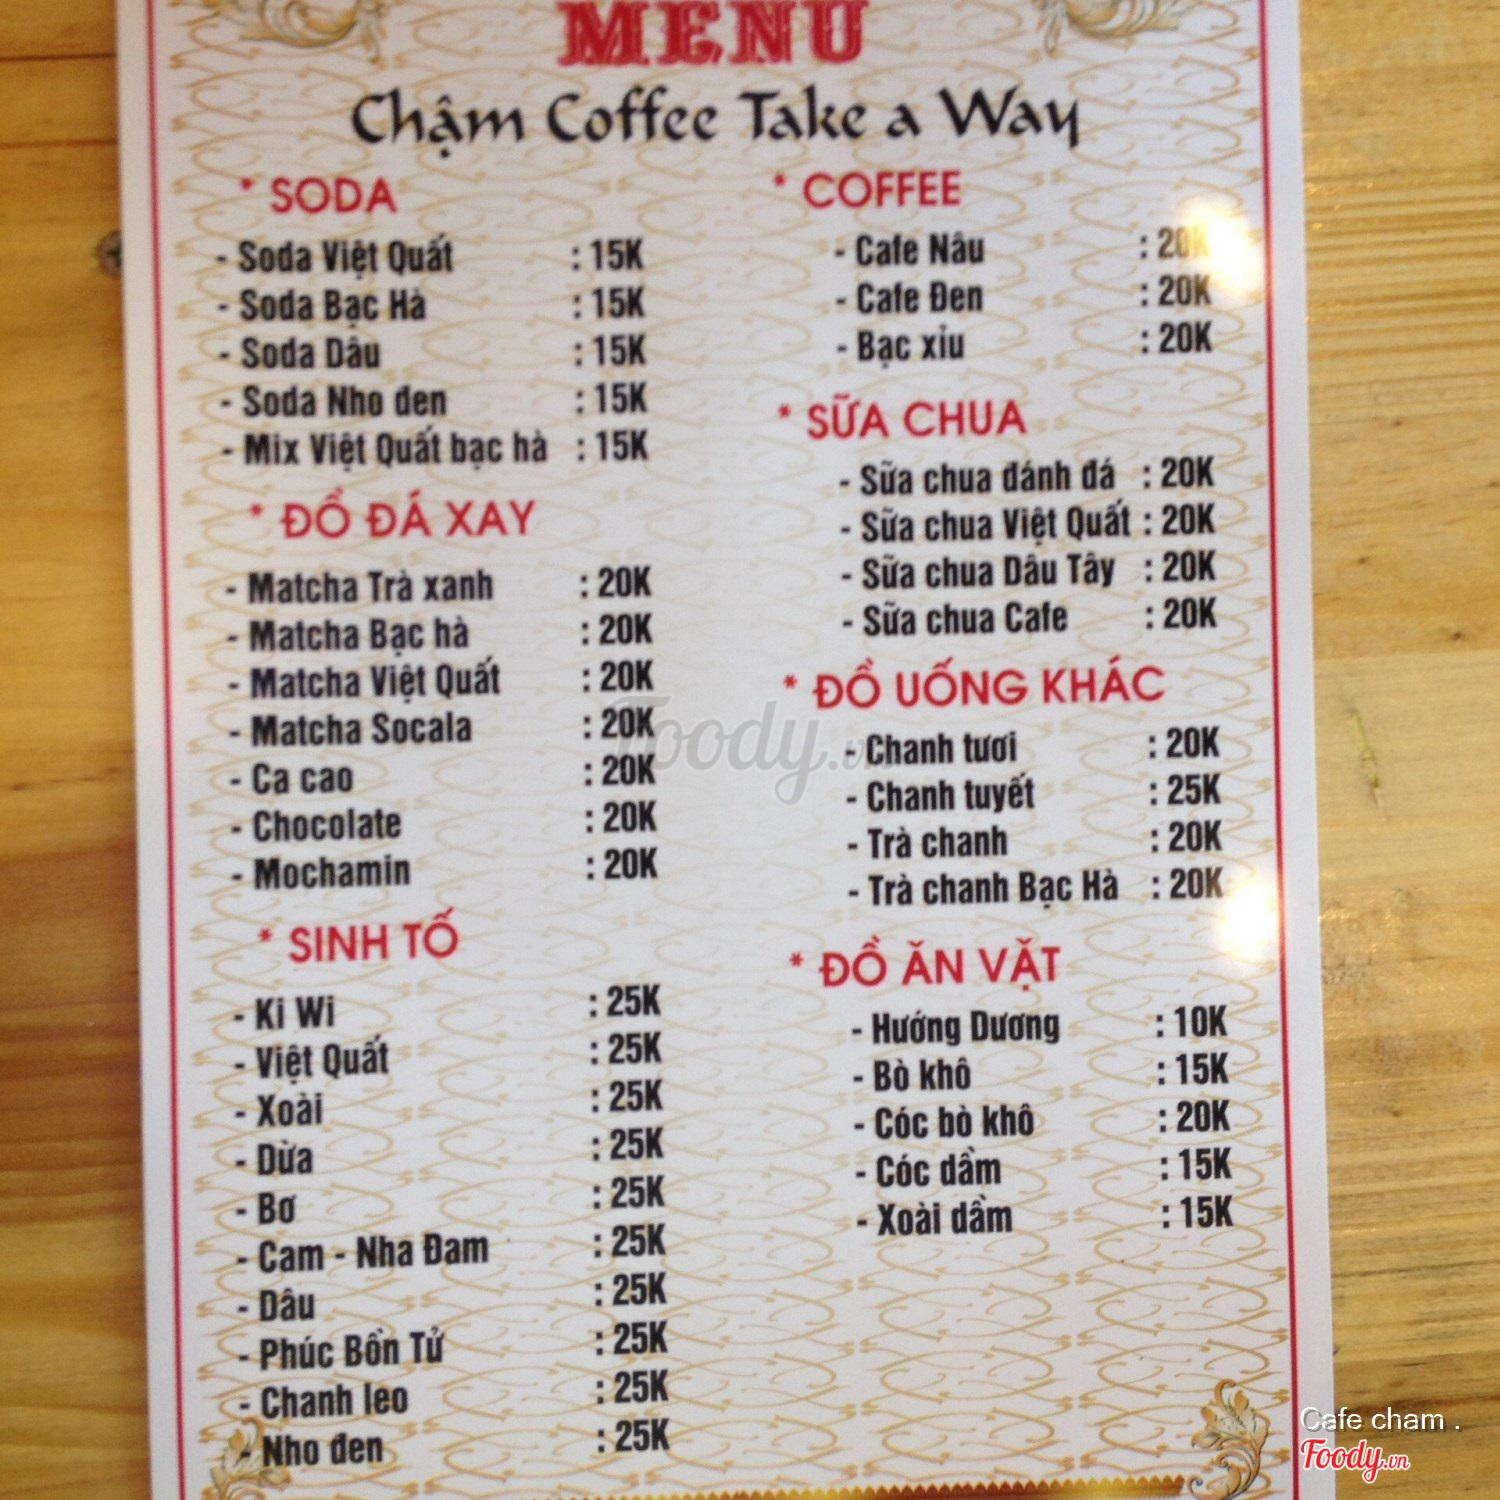 MENU
Chậm Coffee Take a Way
* SODA
- Soda Việt Quất : 15K
- Soda Bạc Hà : 15K
- Soda Dâu : 15K
- Soda Nho đen : 15K
- Mix Việt Quất bạc hà : 15K
* ĐỒ ĐÁ XAY
- Matcha Trà xanh : 20K
- Matcha Bạc hà : 20K
- Matcha Việt Quất : 20K
- Matcha Socala : 20K
- Ca cao : 20K
- Chocolate : 20K
- Mochamin : 20K
* SINH TỐ
- Ki Wi : 25K
- Việt Quất : 25K
- Xoài : 25K
- Dừa : 25K
- Bơ : 25K
- Cam - Nha Đam : 25K
- Dâu : 25K
- Phúc Bồn Tử : 25K
- Chanh leo : 25K
- Nho đen : 25K
* COFFEE
- Cafe Nâu : 20K
- Cafe Đen : 20K
- Bạc xỉu : 20K
* SỮA CHUA
- Sữa chua đánh đá : 20K
- Sữa chua Việt Quất : 20K
- Sữa chua Dâu Tây : 20K
- Sữa chua Cafe : 20K
* ĐỒ UỐNG KHÁC
- Chanh tươi : 20K
- Chanh tuyết : 25K
- Trà chanh : 20K
- Trà chanh Bạc Hà : 20K
* ĐỒ ĂN VẶT
- Hướng Dương : 10K
- Bò khô : 15K
- Cóc bò khô : 20K
- Cóc dầm : 15K
- Xoài dầm : 15K
Foody.vn
Cafe cham .
Foody.vn